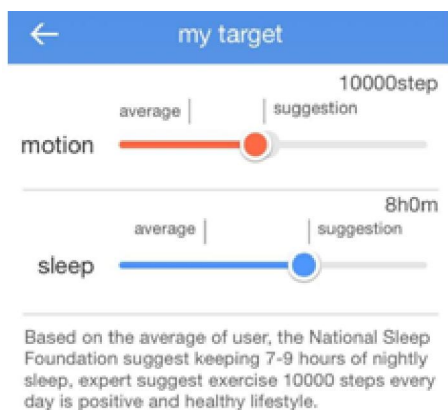 my target
10000step
average | | suggestion
motion
8h0m
average | | suggestion
sleep
Based on the average of user, the National Sleep
Foundation suggest keeping 7-9 hours of nightly
sleep, expert suggest exercise 10000 steps every
day is positive and healthy lifestyle.